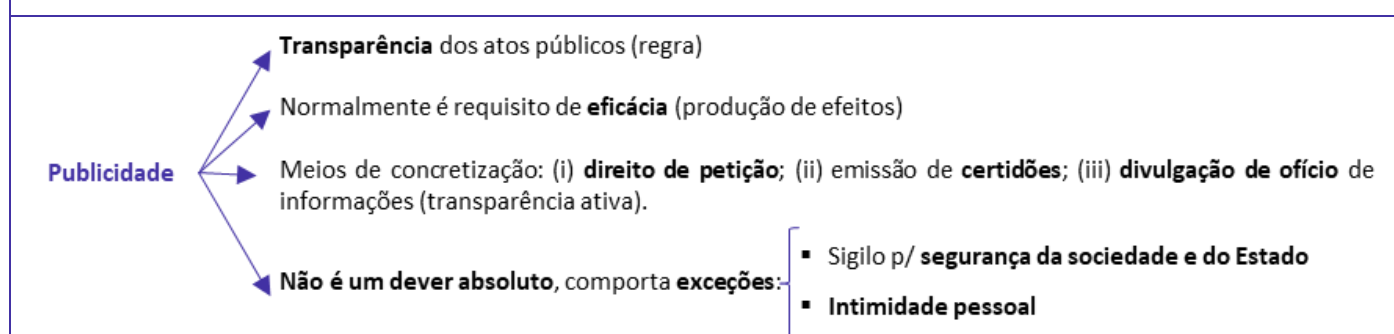 Transparência dos atos públicos (regra)
Normalmente é requisito de eficácia (produção de efeitos)
Publicidade
Meios de concretização: (i) direito de petição; (ii) emissão de certidões; (iii) divulgação de ofício de
informações (transparência ativa).
Não é um dever absoluto, comporta exceções:
▪ Sigilo p/ segurança da sociedade e do Estado
▪ Intimidade pessoal